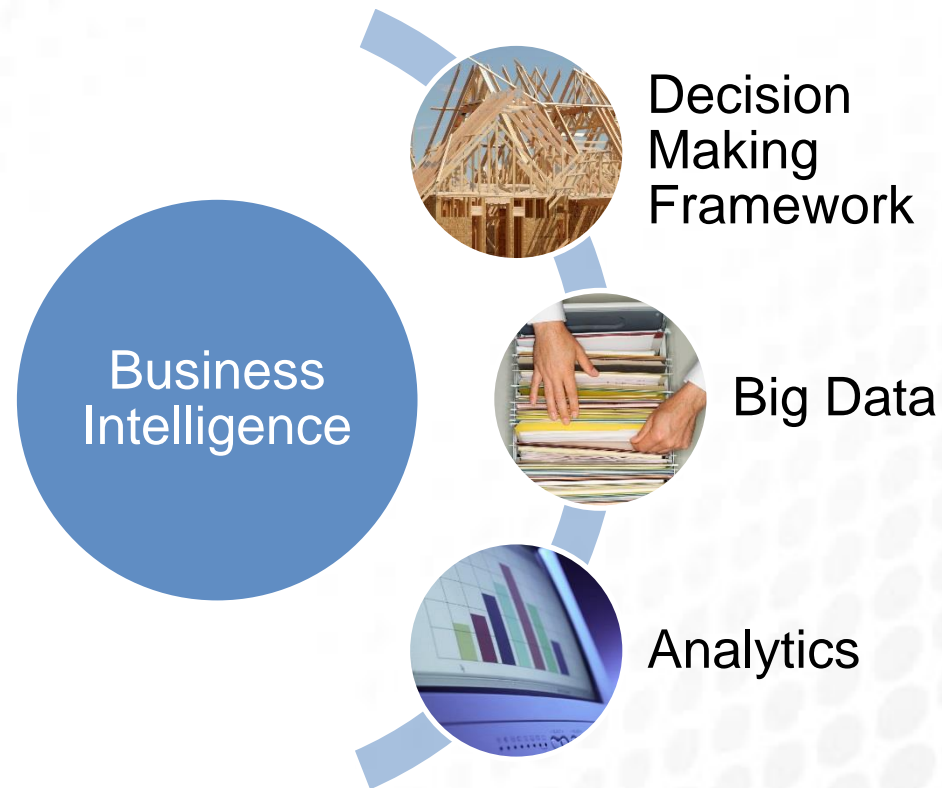 Business
Intelligence
Decision
Making
Framework
Big Data
Analytics